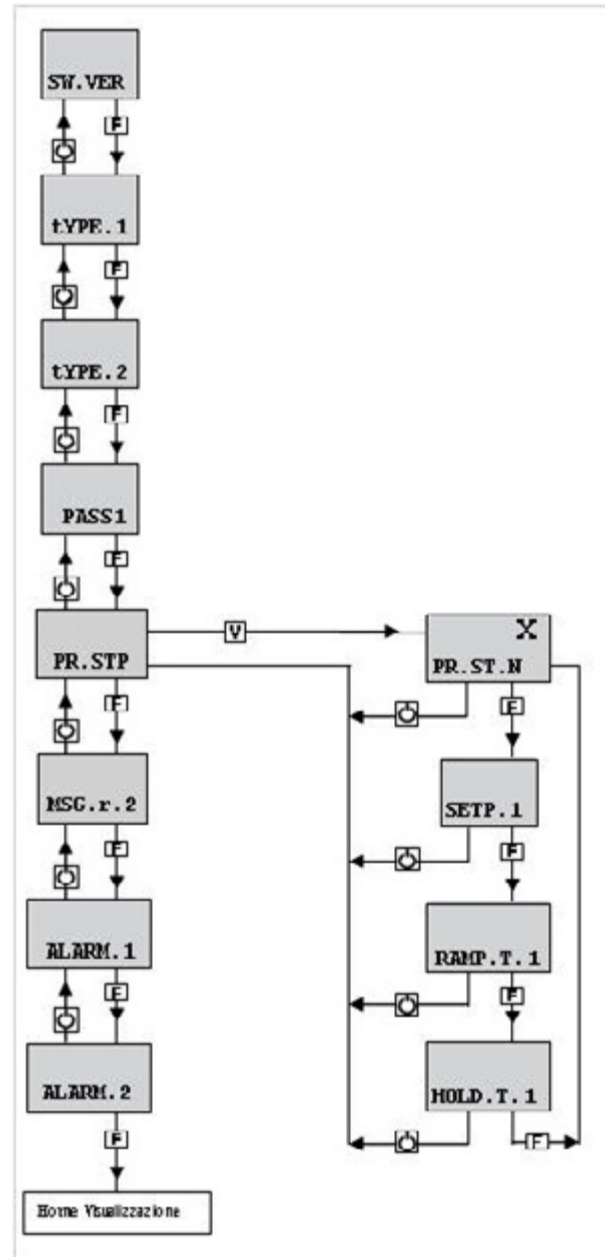 SW.VER
F
tYPE.1
F
tYPE.2
F
PASS1
F
PR.STP
V
X
PR.ST.N
F
F
MSG.r.2
SETP.1
F
F
ALARM.1
RAMP.T.1
F
F
ALARM.2
HOLD.T.1
F
F
Home Visualizzazione